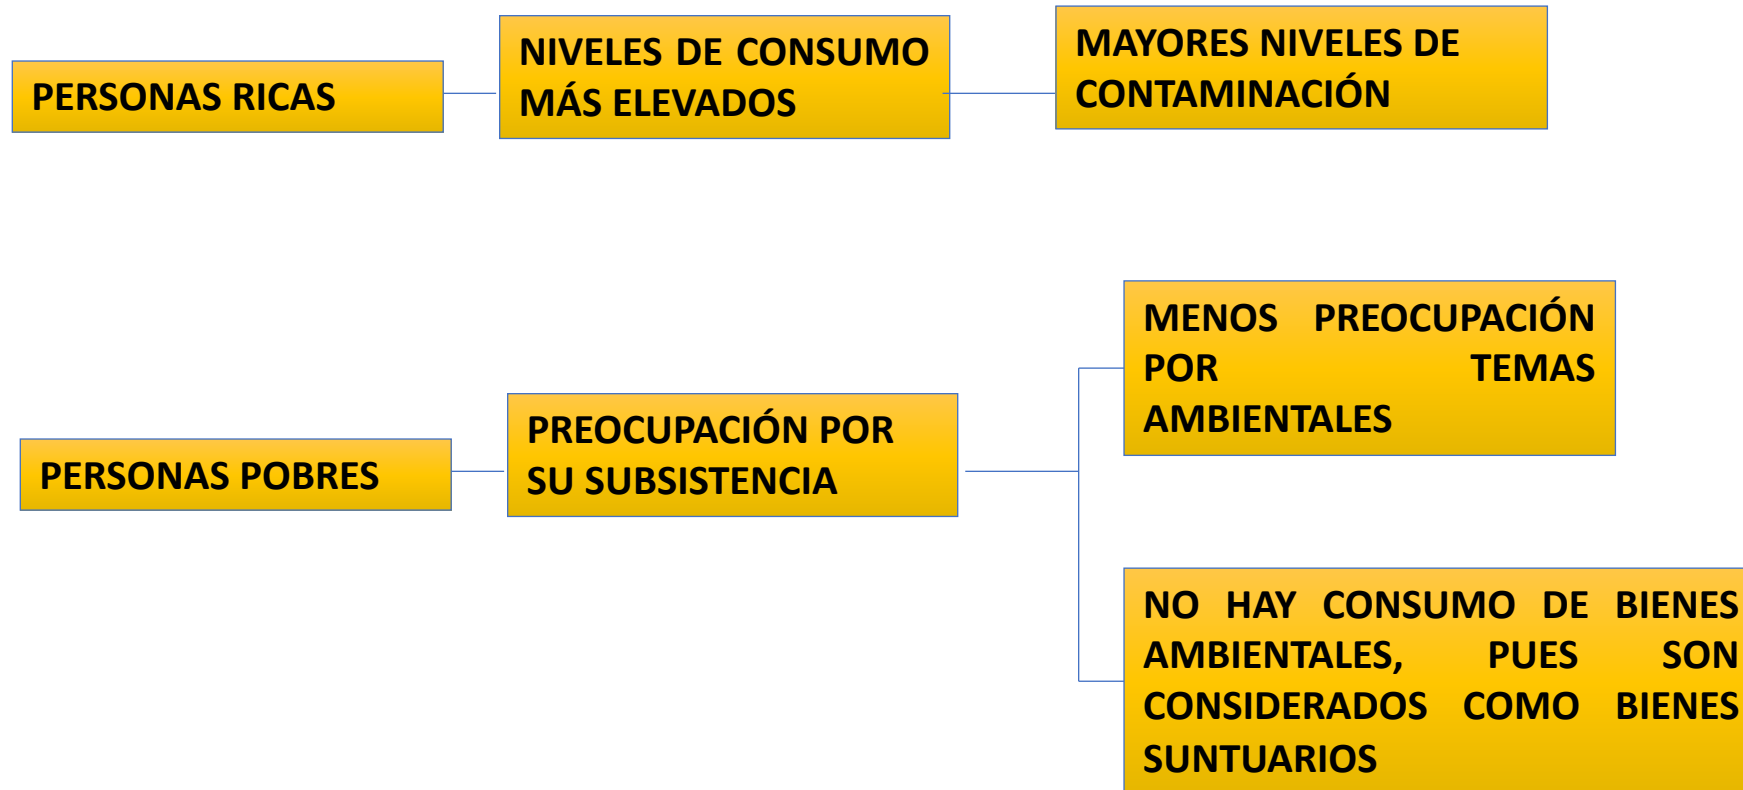 PERSONAS RICAS
NIVELES DE CONSUMO
MÁS ELEVADOS
MAYORES NIVELES DE
CONTAMINACIÓN
PERSONAS POBRES
PREOCUPACIÓN POR
SU SUBSISTENCIA
MENOS PREOCUPACIÓN
POR TEMAS
AMBIENTALES
NO HAY CONSUMO DE BIENES
AMBIENTALES, PUES SON
CONSIDERADOS COMO BIENES
SUNTUARIOS